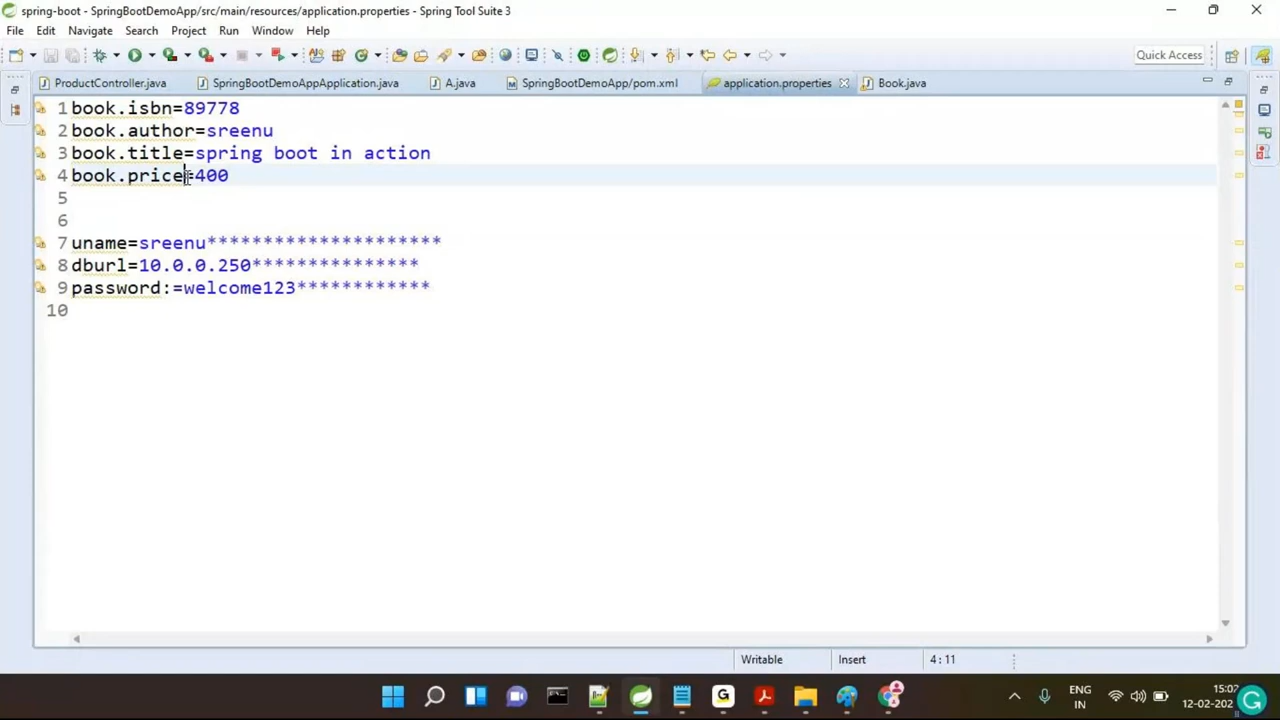 spring-boot - SpringBootDemoApp/src/main/resources/application.properties - Spring Tool Suite 3
File Edit Navigate Search Project Run Window Help
Quick Access
ProductController.java SpringBootDemoAppApplication.java A.java SpringBootDemoApp/pom.xml application.properties Book.java
1 book.isbn=89778
2 book.author=sreenu
3 book.title=spring boot in action
4 book.price=400
5
6
7 uname=sreenu*********************
8 dburl=10.0.0.250***************
9 password:=welcome123************
10
Writable Insert 4 : 11
ENG 15:02
IN 12-02-202